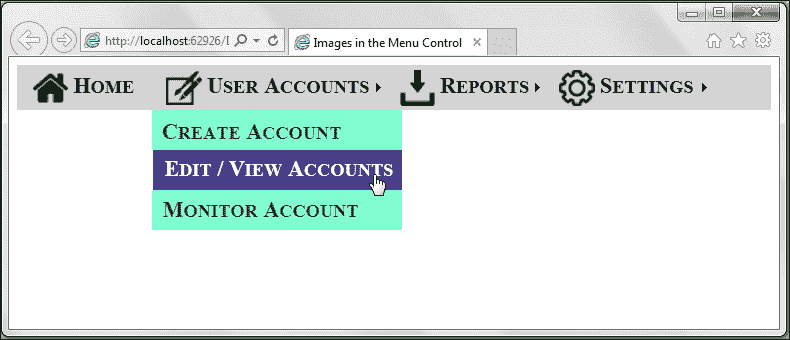 http://localhost:62926/I
Images in the Menu Control
HOME USER ACCOUNTS REPORTS SETTINGS
CREATE ACCOUNT
EDIT / VIEW ACCOUNTS
MONITOR ACCOUNT